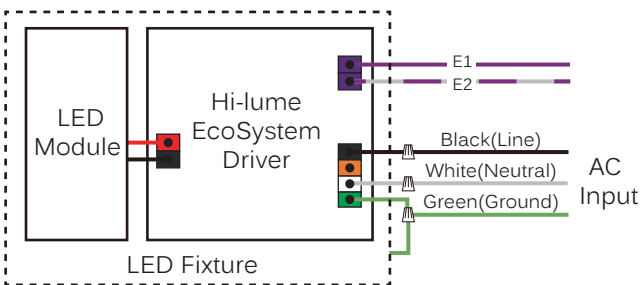 E1
E2
LED
Module
Hi-lume
EcoSystem
Driver
Black(Line)
White(Neutral)
Green(Ground)
AC
Input
LED Fixture